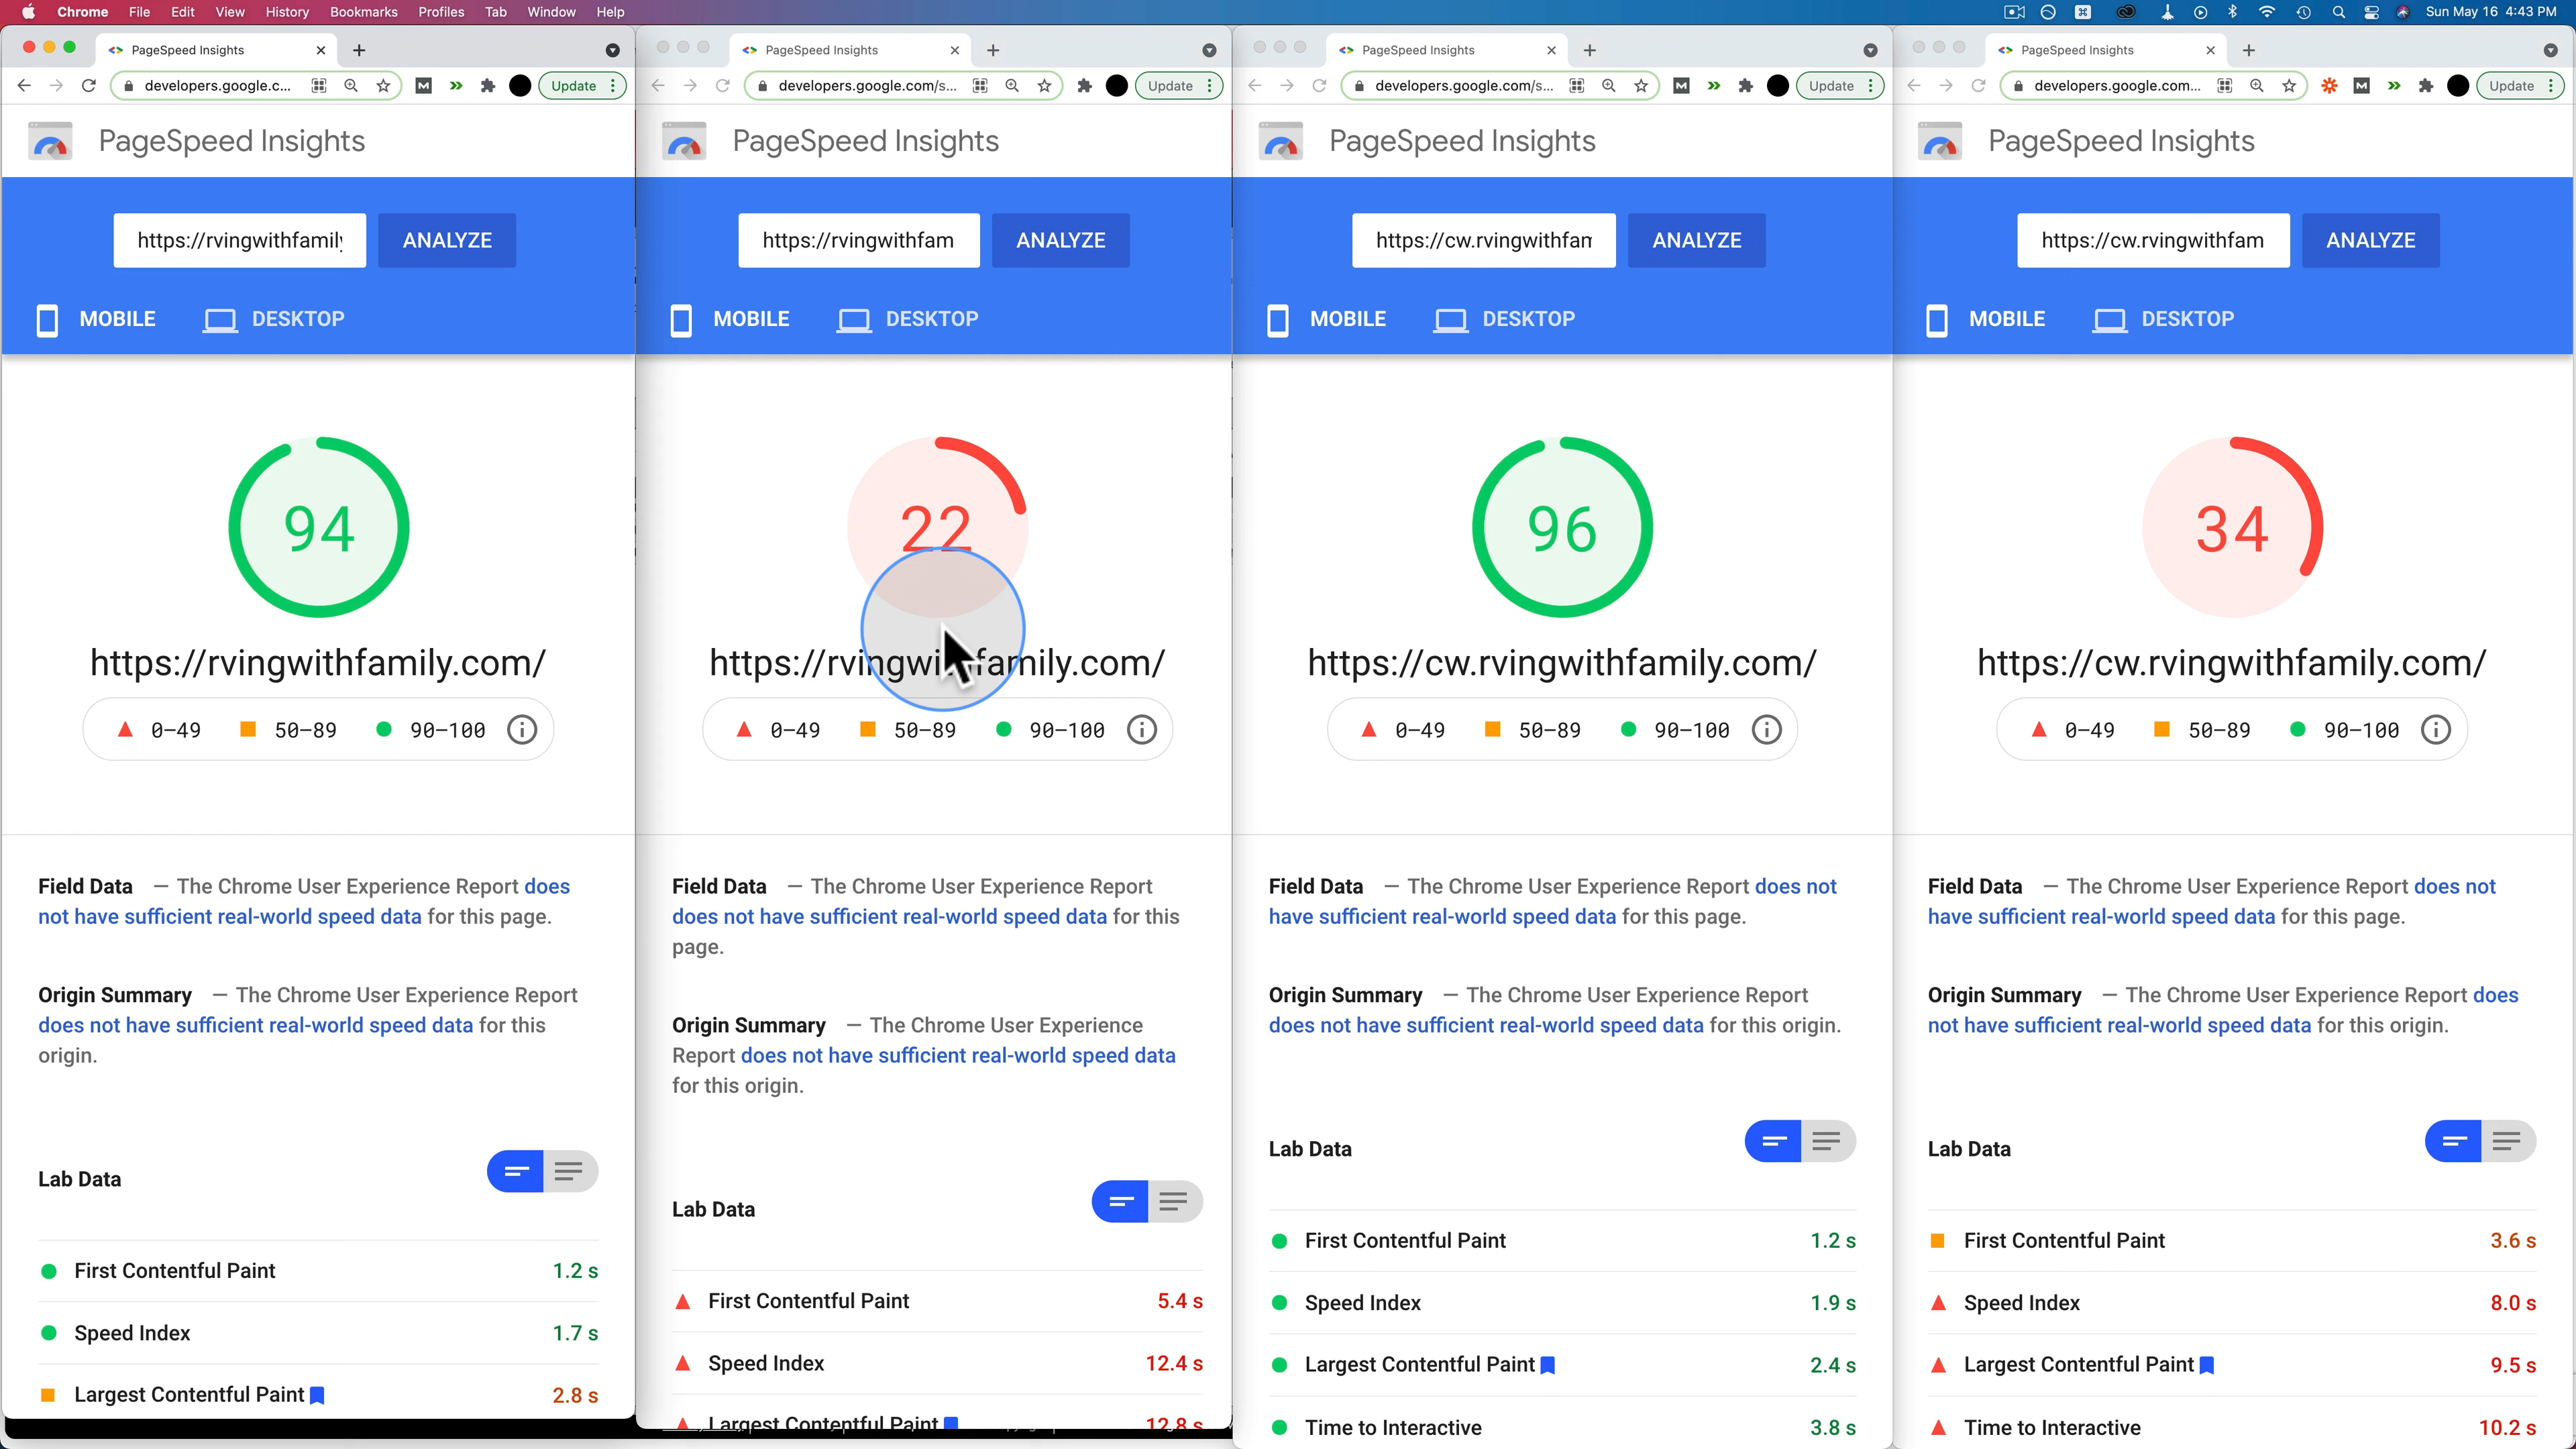 Chrome File Edit View History Bookmarks Profiles Tab Window Help Sun May 16 4:43 PM
PageSpeed Insights
developers.google.c... Update
PageSpeed Insights
https://rvingwithfamily
ANALYZE
MOBILE DESKTOP
94
https://rvingwithfamily.com/
0–49 50–89 90–100
Field Data — The Chrome User Experience Report does
not have sufficient real-world speed data for this page.
Origin Summary — The Chrome User Experience Report
does not have sufficient real-world speed data for this
origin.
Lab Data
First Contentful Paint 1.2 s
Speed Index 1.7 s
Largest Contentful Paint 2.8 s
PageSpeed Insights
developers.google.com/s... Update
PageSpeed Insights
https://rvingwithfam
ANALYZE
MOBILE DESKTOP
22
https://rvingwithfamily.com/
0–49 50–89 90–100
Field Data — The Chrome User Experience Report
does not have sufficient real-world speed data for this
page.
Origin Summary — The Chrome User Experience
Report does not have sufficient real-world speed data
for this origin.
Lab Data
First Contentful Paint 5.4 s
Speed Index 12.4 s
Largest Contentful Paint 12.8 s
PageSpeed Insights
developers.google.com/s... Update
PageSpeed Insights
https://cw.rvingwithfam
ANALYZE
MOBILE DESKTOP
96
https://cw.rvingwithfamily.com/
0–49 50–89 90–100
Field Data — The Chrome User Experience Report does not
have sufficient real-world speed data for this page.
Origin Summary — The Chrome User Experience Report
does not have sufficient real-world speed data for this origin.
Lab Data
First Contentful Paint 1.2 s
Speed Index 1.9 s
Largest Contentful Paint 2.4 s
Time to Interactive 3.8 s
PageSpeed Insights
developers.google.com... Update
PageSpeed Insights
https://cw.rvingwithfam
ANALYZE
MOBILE DESKTOP
34
https://cw.rvingwithfamily.com/
0–49 50–89 90–100
Field Data — The Chrome User Experience Report does not
have sufficient real-world speed data for this page.
Origin Summary — The Chrome User Experience Report does
not have sufficient real-world speed data for this origin.
Lab Data
First Contentful Paint 3.6 s
Speed Index 8.0 s
Largest Contentful Paint 9.5 s
Time to Interactive 10.2 s